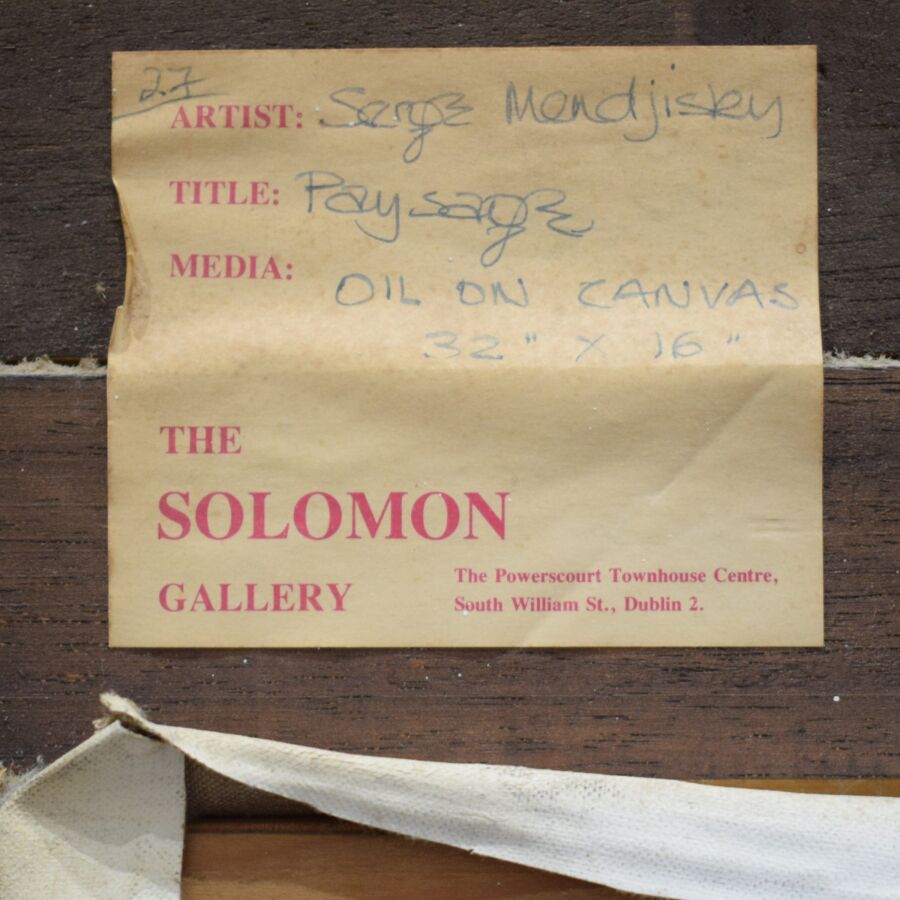 27
ARTIST: Serge Mendjisky
TITLE: Paysage
MEDIA: OIL ON CANVAS
32" X 16"
THE
SOLOMON
GALLERY
The Powerscourt Townhouse Centre,
South William St., Dublin 2.